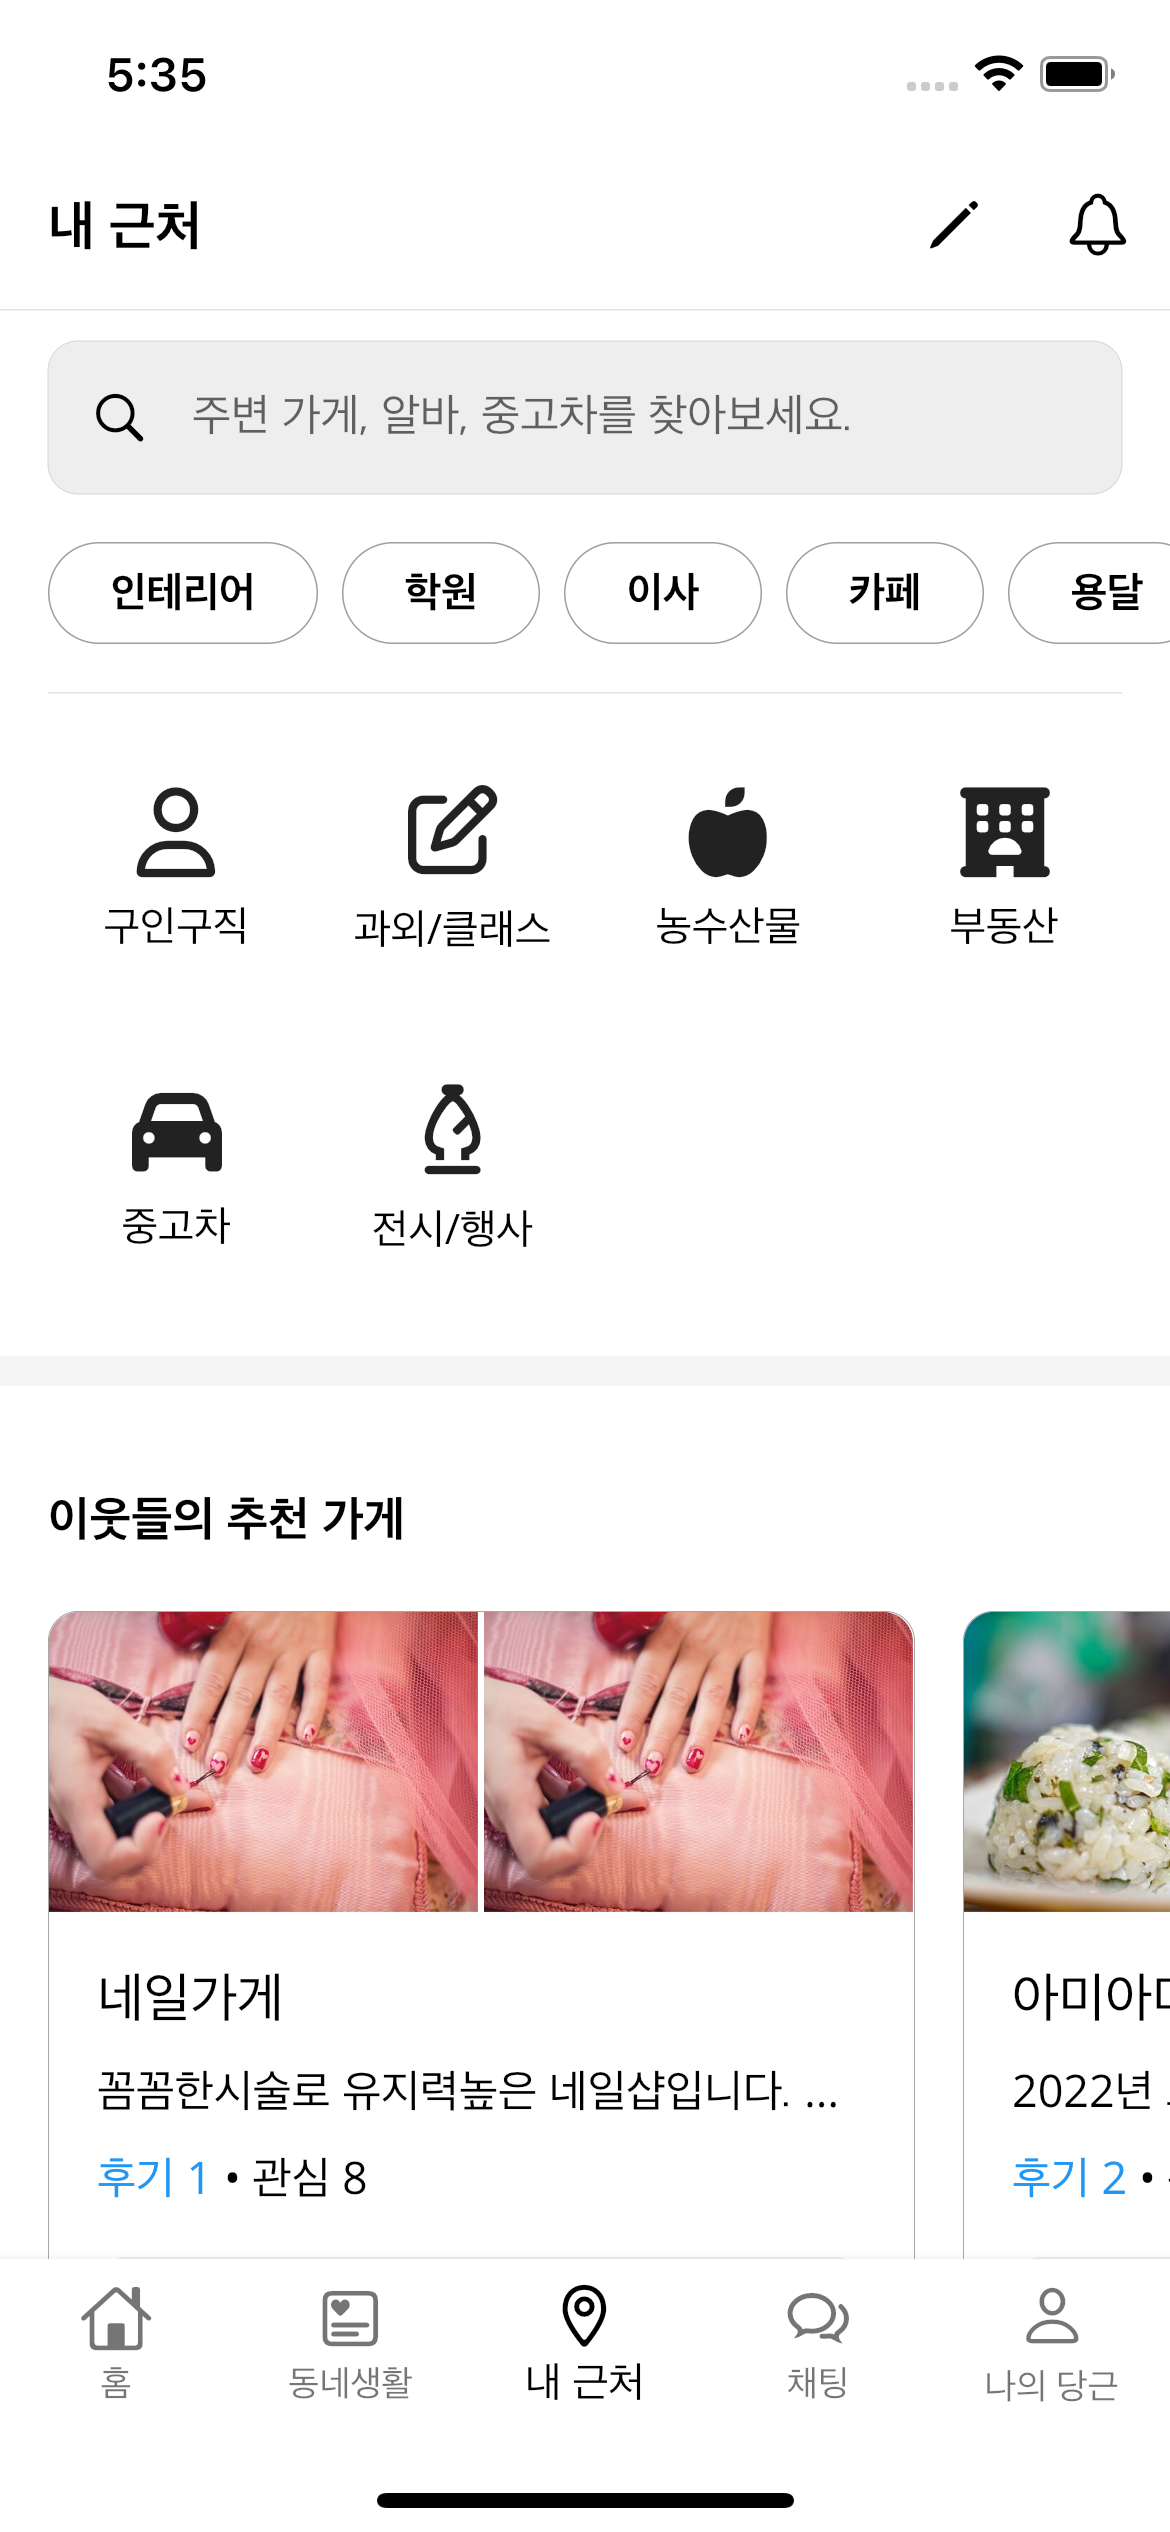 5:35
내 근처
주변 가게, 알바, 중고차를 찾아보세요.
인테리어 학원 이사 카페 용달
구인구직 과외/클래스 농수산물 부동산
중고차 전시/행사
이웃들의 추천 가게
네일가게 아미아
꼼꼼한시술로 유지력높은 네일샵입니다. ... 2022년
후기 1 • 관심 8 후기 2 •
홈 동네생활 내 근처 채팅 나의 당근